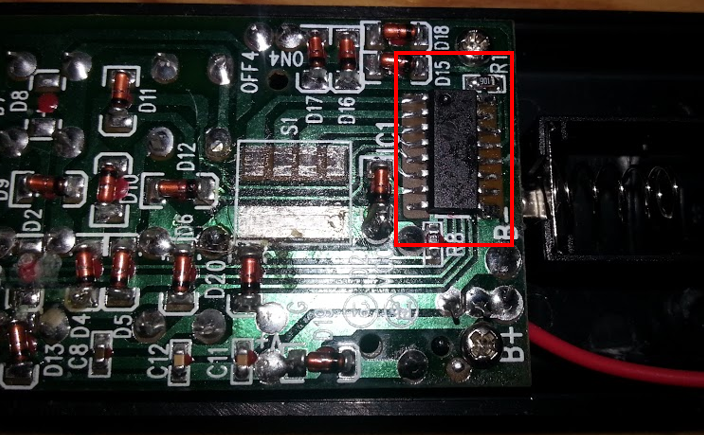 D18
OFF4
ON4
D8
D11
D15
R1
D17
D16
S1
IC1
D12
D9
D10
D2
D6
B-
R8
D20
D4
D5
D13
C8
C12
C11
B+